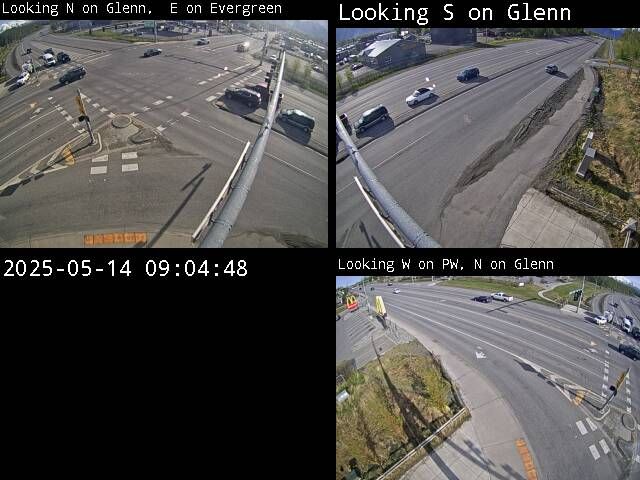 Looking N on Glenn,  E on Evergreen
Looking S on Glenn
2025-05-14 09:04:48
Looking W on PW, N on Glenn